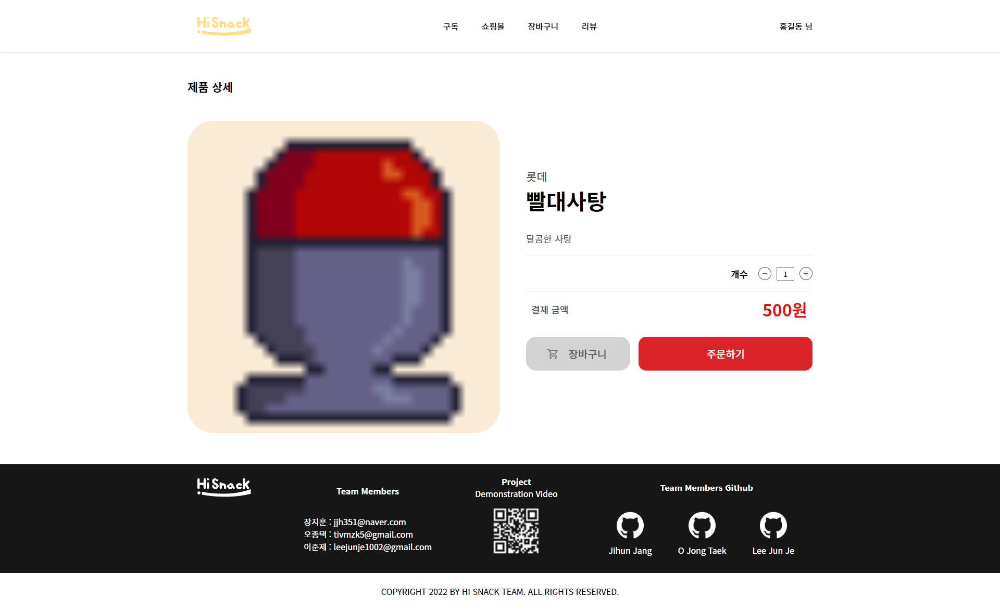 Hi Snack
구독 쇼핑몰 장바구니 리뷰 홍길동 님
제품 상세
롯데
빨대사탕
달콤한 사탕
개수 − 1 +
결제 금액 500원
장바구니 주문하기
Hi Snack
Team Members
장지훈 : jjh351@naver.com
오종택 : tivmzk5@gmail.com
이준제 : leejunje1002@gmail.com
Project
Demonstration Video
Team Members Github
Jihun Jang O Jong Taek Lee Jun Je
COPYRIGHT 2022 BY HI SNACK TEAM. ALL RIGHTS RESERVED.